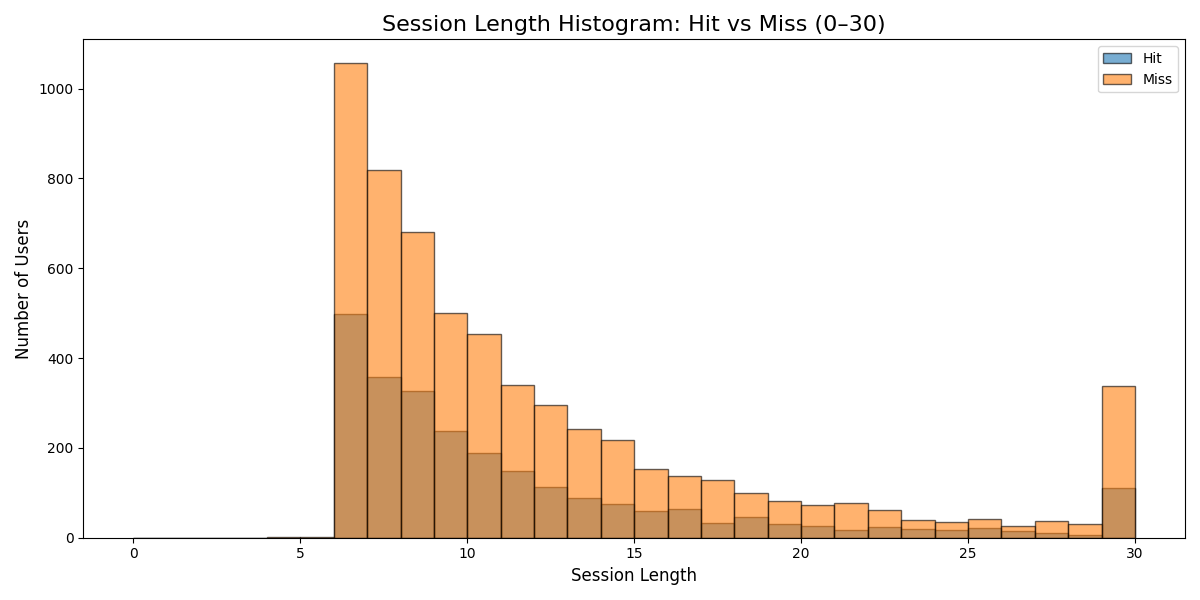 Session Length Histogram: Hit vs Miss (0–30)
Hit
Miss
Number of Users
1000
800
600
400
200
0
0 5 10 15 20 25 30
Session Length